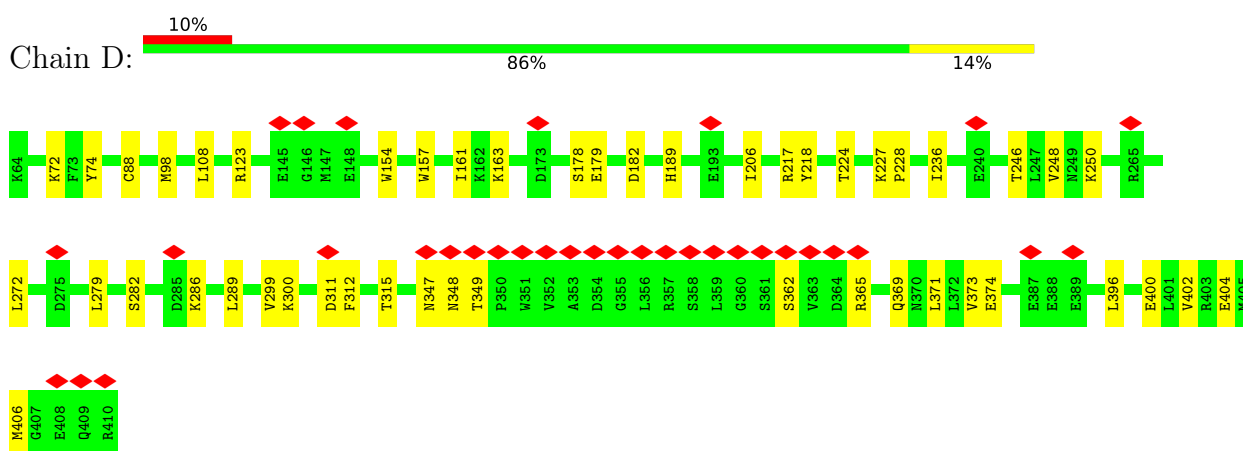 10%
Chain D:
86% 14%
K64 K72 F73 Y74 C88 M98 L108 R123 E145 G146 M147 E148 W154 W157 I161 K162 K163 D173 S178 E179 D182 H189 E193 I206 R217 Y218 T224 K227 P228 I236 E240 T246 L247 V248 N249 K250 R265
L272 D275 L279 S282 D285 K286 L289 V299 K300 D311 F312 T315 N347 N348 T349 P350 W351 V352 A353 D354 G355 L356 R357 S358 L359 G360 S361 S362 V363 D364 R365 Q369 N370 L371 L372 V373 E374 E387 E388 E389 L396 E400 L401 V402 R403 E404 M405
M406 G407 E408 Q409 R410